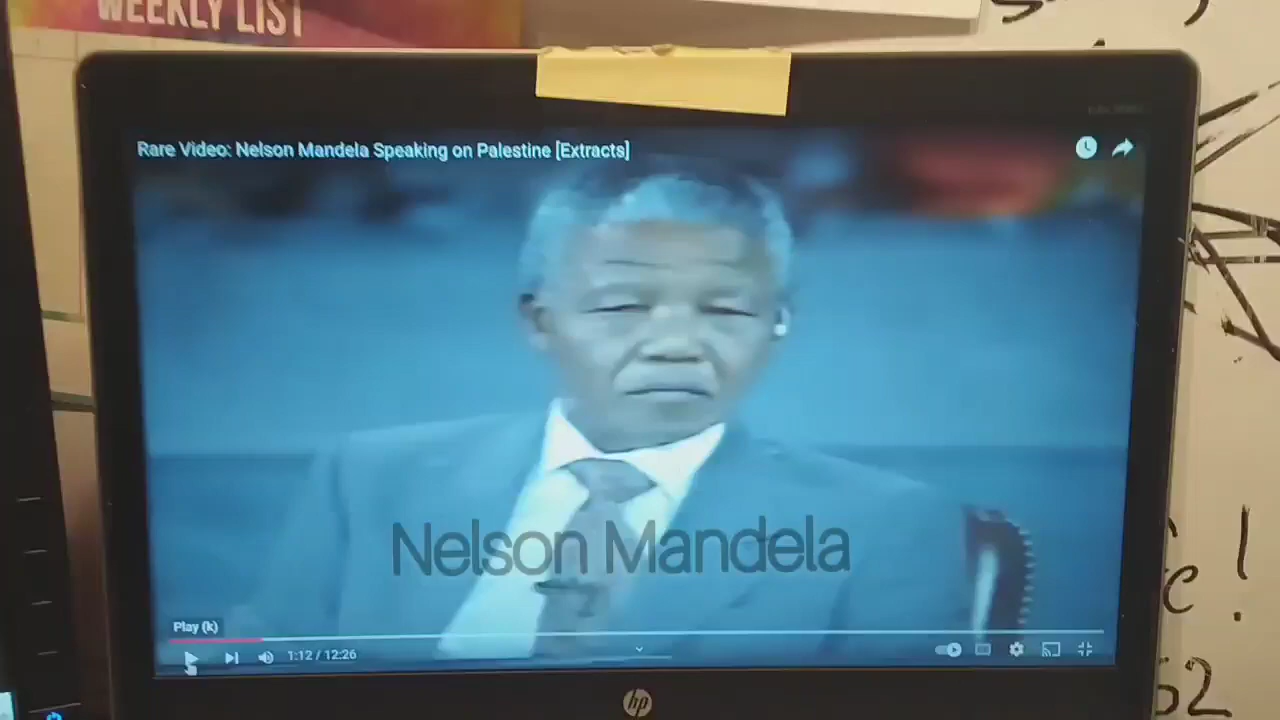 WEEKLY LIST
Rare Video: Nelson Mandela Speaking on Palestine [Extracts]
Nelson Mandela
Play (k)
1:12 / 12:26
hp